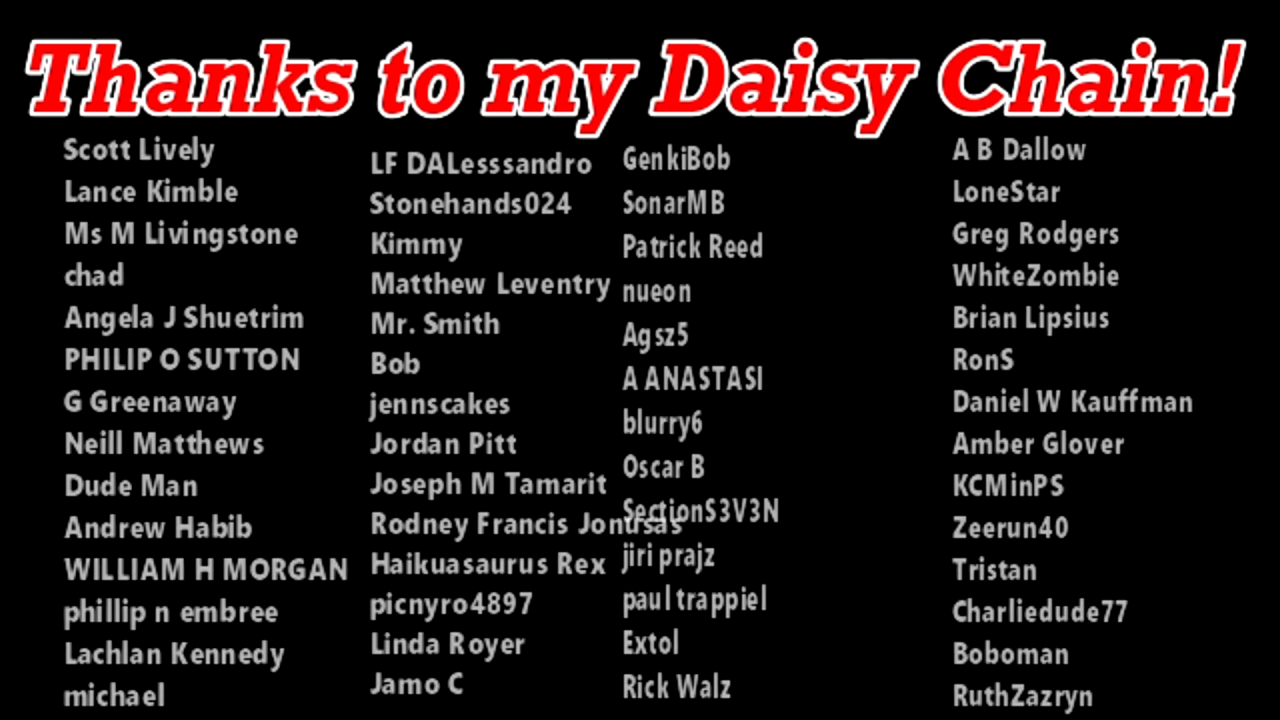 Thanks to my Daisy Chain!
Scott Lively
Lance Kimble
Ms M Livingstone
chad
Angela J Shuetrim
PHILIP O SUTTON
G Greenaway
Neill Matthews
Dude Man
Andrew Habib
WILLIAM H MORGAN
phillip n embree
Lachlan Kennedy
michael
LF DALesssandro
Stonehands024
Kimmy
Matthew Leventry
Mr. Smith
Bob
jennscakes
Jordan Pitt
Joseph M Tamarit
Rodney Francis
Haikuasaurus Rex
picnyro4897
Linda Royer
Jamo C
GenkiBob
SonarMB
Patrick Reed
nueon
Agsz5
A ANASTASI
blurry6
Oscar B
SectionS3V3N
jiri prajz
paul trappiel
Extol
Rick Walz
A B Dallow
LoneStar
Greg Rodgers
WhiteZombie
Brian Lipsius
RonS
Daniel W Kauffman
Amber Glover
KCMinPS
Zeerun40
Tristan
Charliedude77
Boboman
RuthZazryn